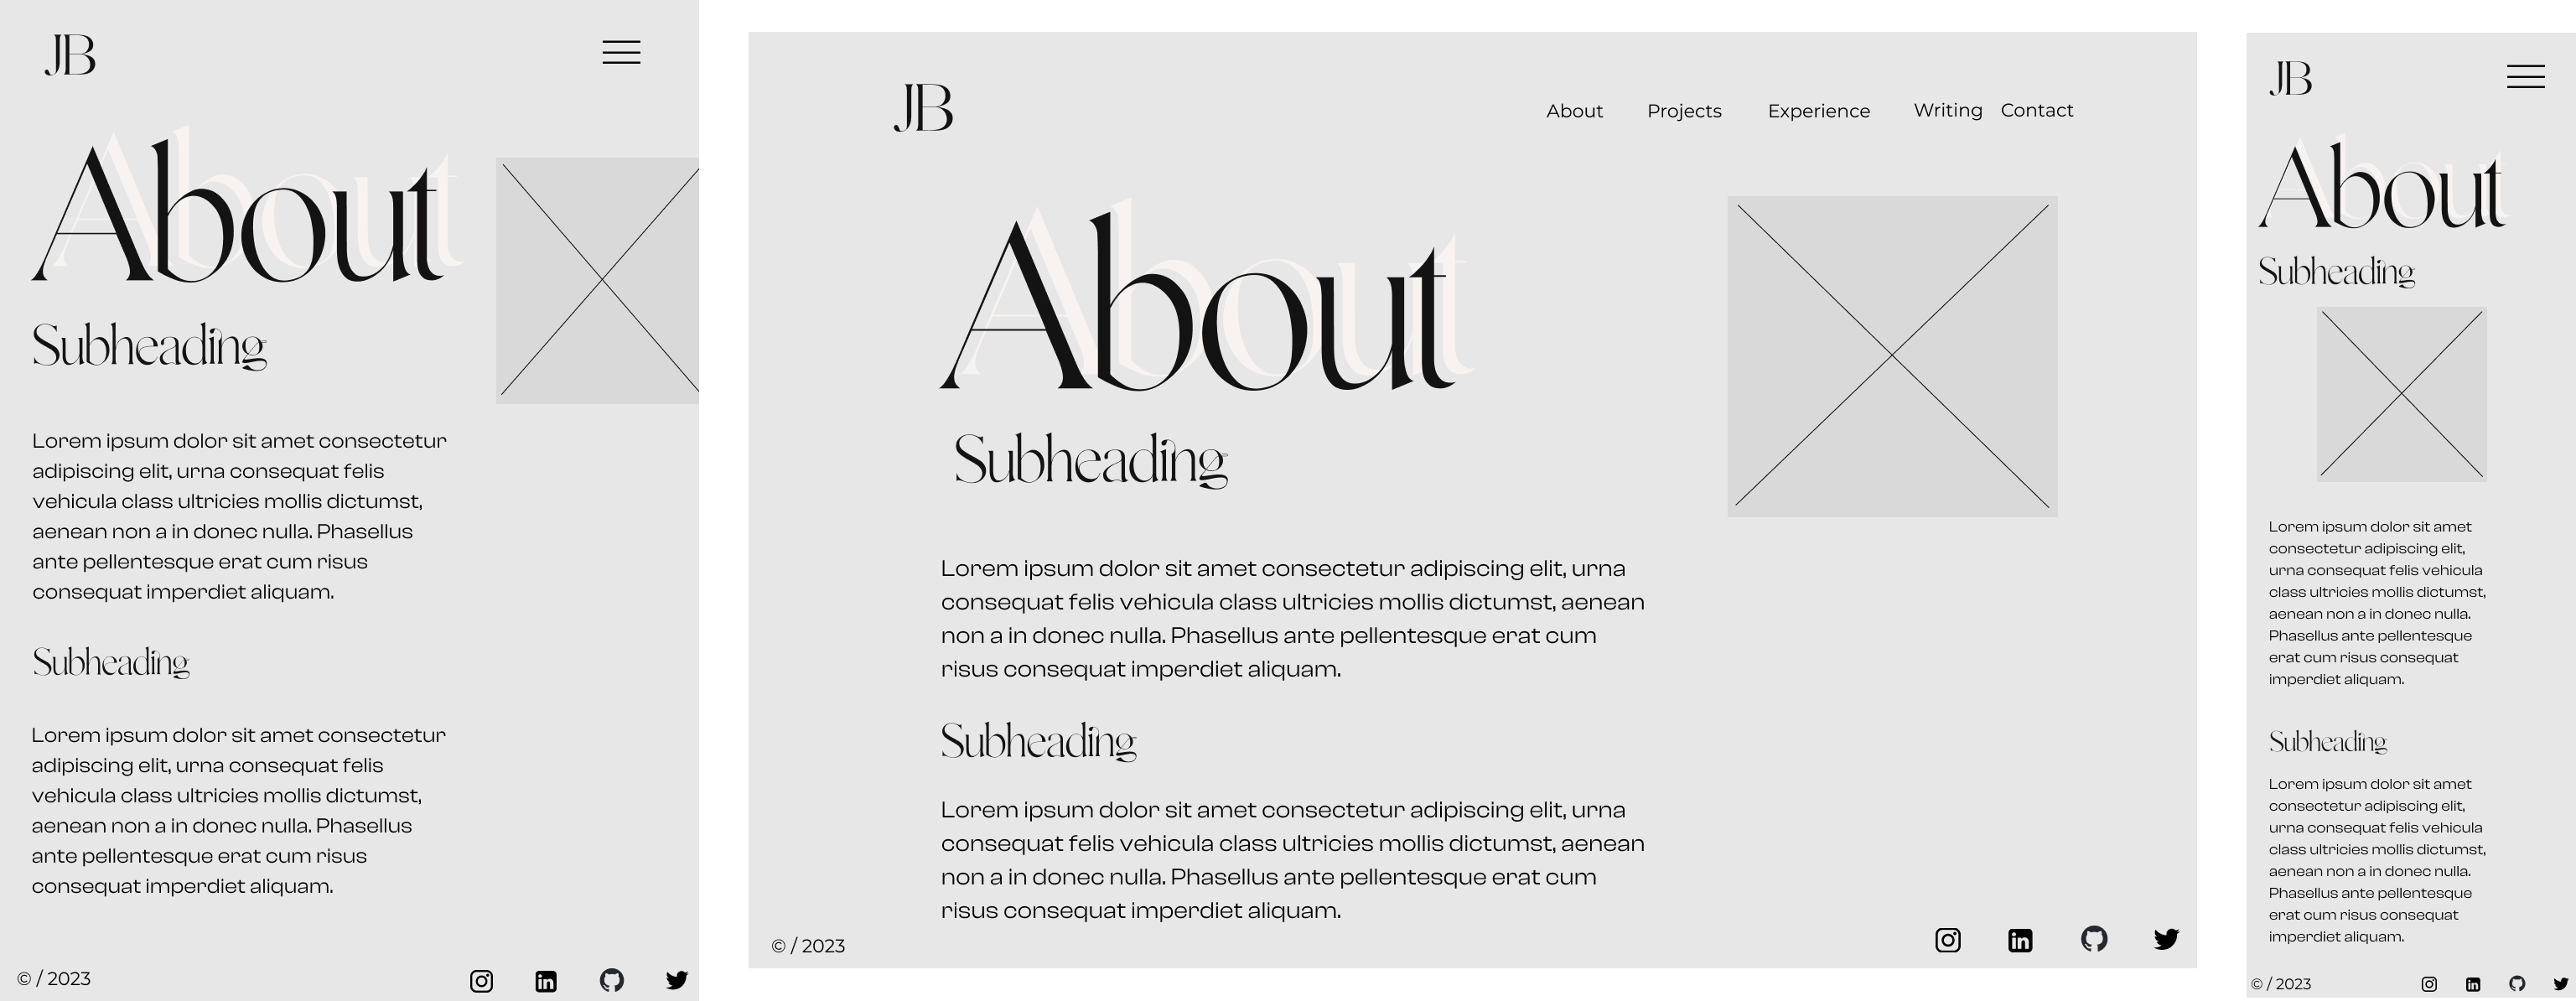 JB
About
Subheading
Lorem ipsum dolor sit amet consectetur
adipiscing elit, urna consequat felis
vehicula class ultricies mollis dictumst,
aenean non a in donec nulla. Phasellus
ante pellentesque erat cum risus
consequat imperdiet aliquam.
Subheading
Lorem ipsum dolor sit amet consectetur
adipiscing elit, urna consequat felis
vehicula class ultricies mollis dictumst,
aenean non a in donec nulla. Phasellus
ante pellentesque erat cum risus
consequat imperdiet aliquam.
© / 2023
in
JB
About Projects Experience Writing Contact
About
Subheading
Lorem ipsum dolor sit amet consectetur adipiscing elit, urna
consequat felis vehicula class ultricies mollis dictumst, aenean
non a in donec nulla. Phasellus ante pellentesque erat cum
risus consequat imperdiet aliquam.
Subheading
Lorem ipsum dolor sit amet consectetur adipiscing elit, urna
consequat felis vehicula class ultricies mollis dictumst, aenean
non a in donec nulla. Phasellus ante pellentesque erat cum
risus consequat imperdiet aliquam.
© / 2023
in
JB
About
Subheading
Lorem ipsum dolor sit amet
consectetur adipiscing elit,
urna consequat felis vehicula
class ultricies mollis dictumst,
aenean non a in donec nulla.
Phasellus ante pellentesque
erat cum risus consequat
imperdiet aliquam.
Subheading
Lorem ipsum dolor sit amet
consectetur adipiscing elit,
urna consequat felis vehicula
class ultricies mollis dictumst,
aenean non a in donec nulla.
Phasellus ante pellentesque
erat cum risus consequat
imperdiet aliquam.
© / 2023
in